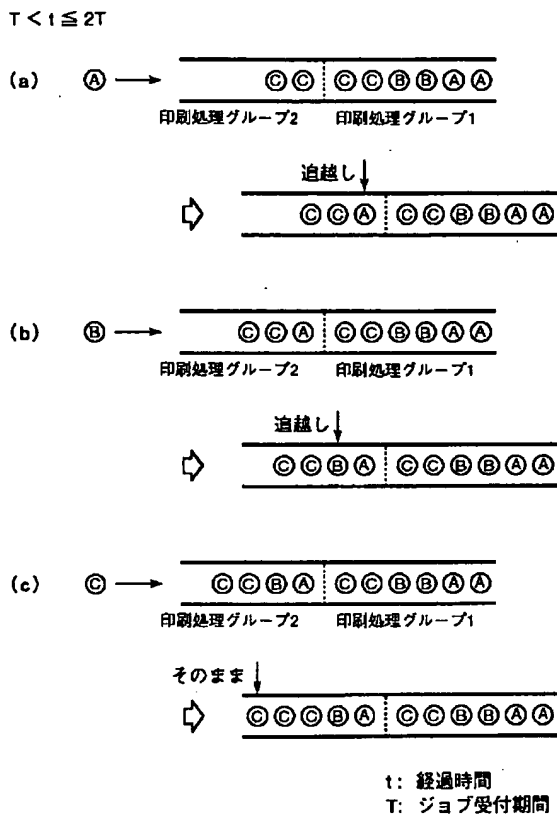 T < t ≦ 2T
(a) Ⓐ → ⒸⒸ ⒸⒸⒷⒷⒶⒶ
印刷処理グループ2 印刷処理グループ1
追越し
ⒸⒸⒶ ⒸⒸⒷⒷⒶⒶ
(b) Ⓑ → ⒸⒸⒶ ⒸⒸⒷⒷⒶⒶ
印刷処理グループ2 印刷処理グループ1
追越し
ⒸⒸⒷⒶ ⒸⒸⒷⒷⒶⒶ
(c) Ⓒ → ⒸⒸⒷⒶ ⒸⒸⒷⒷⒶⒶ
印刷処理グループ2 印刷処理グループ1
そのまま
ⒸⒸⒸⒷⒶ ⒸⒸⒷⒷⒶⒶ
t: 経過時間
T: ジョブ受付期間